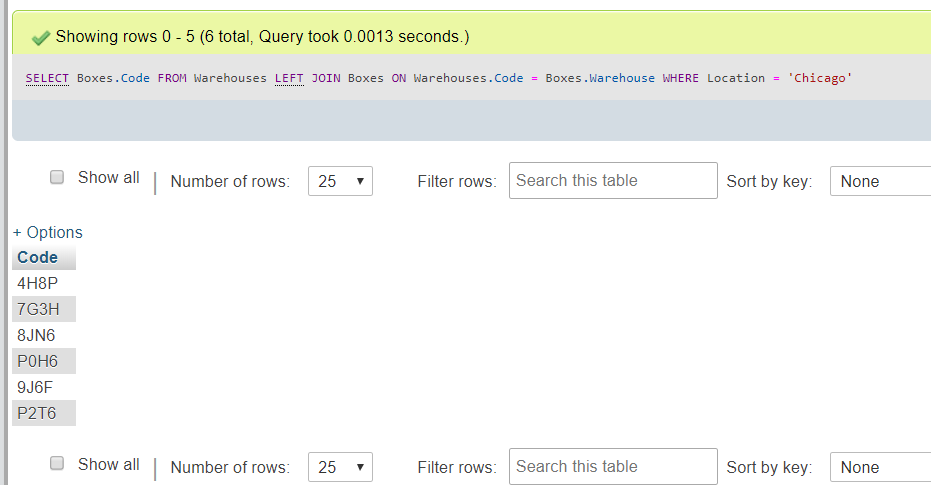 Showing rows 0 - 5 (6 total, Query took 0.0013 seconds.)
SELECT Boxes.Code FROM Warehouses LEFT JOIN Boxes ON Warehouses.Code = Boxes.Warehouse WHERE Location = 'Chicago'
Show all | Number of rows: 25 Filter rows: Search this table Sort by key: None
+ Options
Code
4H8P
7G3H
8JN6
P0H6
9J6F
P2T6
Show all | Number of rows: 25 Filter rows: Search this table Sort by key: None